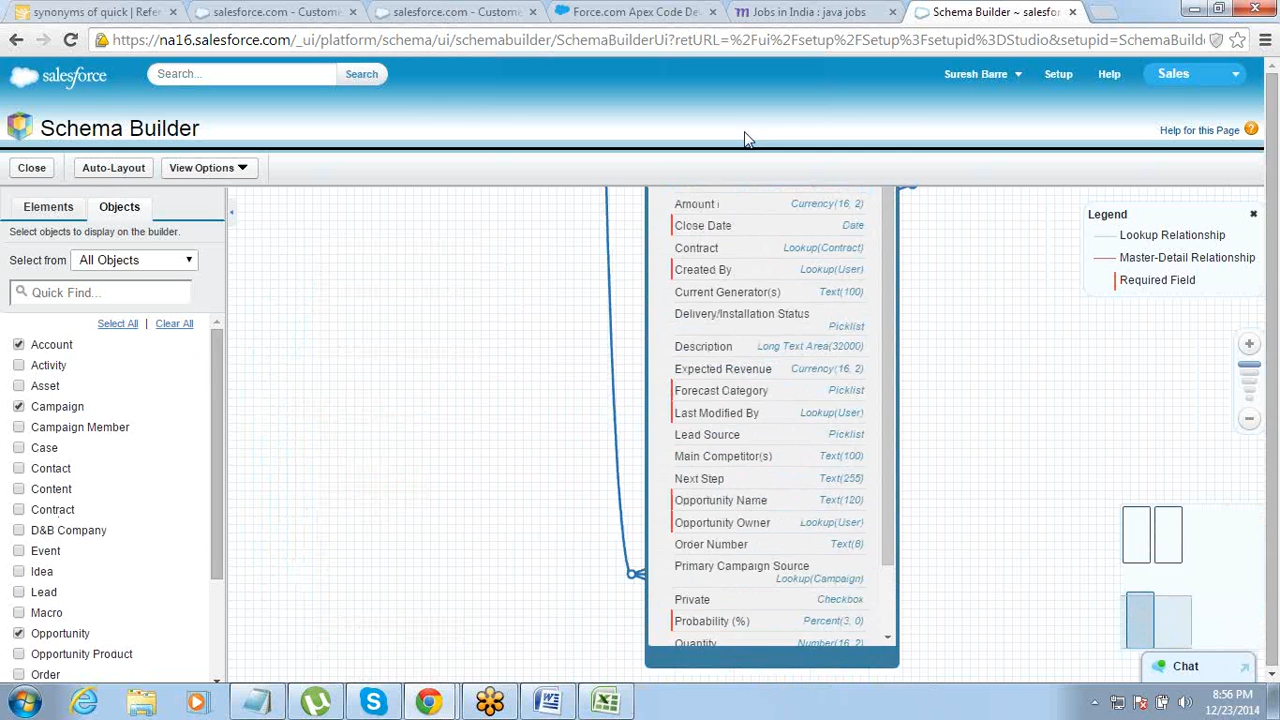 synonyms of quick | Refer
salesforce.com - Custome
salesforce.com - Custome
Force.com Apex Code De
Jobs in India : java jobs
Schema Builder ~ salesfor
https://na16.salesforce.com/_ui/platform/schema/ui/schemabuilder/SchemaBuilderUi?retURL=%2Fui%2Fsetup%2FSetup%3Fsetupid%3DStudio&setupid=SchemaBuild
salesforce
Search...
Search
Suresh Barre
Setup
Help
Sales
Schema Builder
Help for this Page
Close
Auto-Layout
View Options
Elements
Objects
Select objects to display on the builder.
Select from All Objects
Quick Find...
Select All | Clear All
Account
Activity
Asset
Campaign
Campaign Member
Case
Contact
Content
Contract
D&B Company
Event
Idea
Lead
Macro
Opportunity
Opportunity Product
Order
Amount Currency(16, 2)
Close Date Date
Contract Lookup(Contract)
Created By Lookup(User)
Current Generator(s) Text(100)
Delivery/Installation Status
Picklist
Description Long Text Area(32000)
Expected Revenue Currency(16, 2)
Forecast Category Picklist
Last Modified By Lookup(User)
Lead Source Picklist
Main Competitor(s) Text(100)
Next Step Text(255)
Opportunity Name Text(120)
Opportunity Owner Lookup(User)
Order Number Text(8)
Primary Campaign Source
Lookup(Campaign)
Private Checkbox
Probability (%) Percent(3, 0)
Quantity Number(16, 2)
Legend
Lookup Relationship
Master-Detail Relationship
Required Field
Chat
8:56 PM
12/23/2014